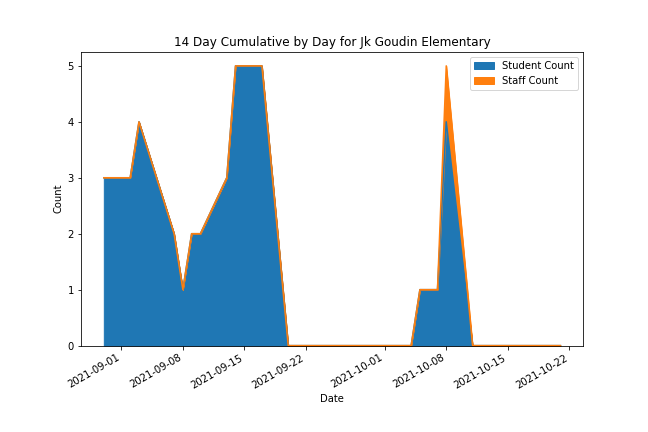 14 Day Cumulative by Day for Jk Goudin Elementary
Student Count
Staff Count
5
4
3
2
1
0
Count
2021-09-01
2021-09-08
2021-09-15
2021-09-22
2021-10-01
2021-10-08
2021-10-15
2021-10-22
Date